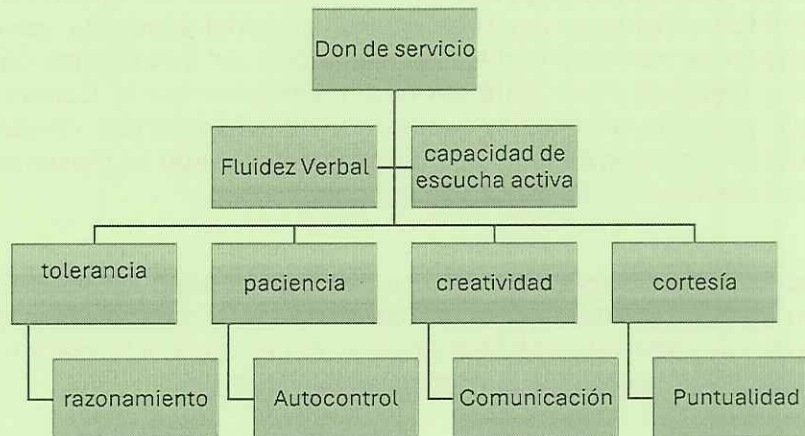 Don de servicio
Fluidez Verbal
capacidad de
escucha activa
tolerancia
paciencia
creatividad
cortesía
razonamiento
Autocontrol
Comunicación
Puntualidad